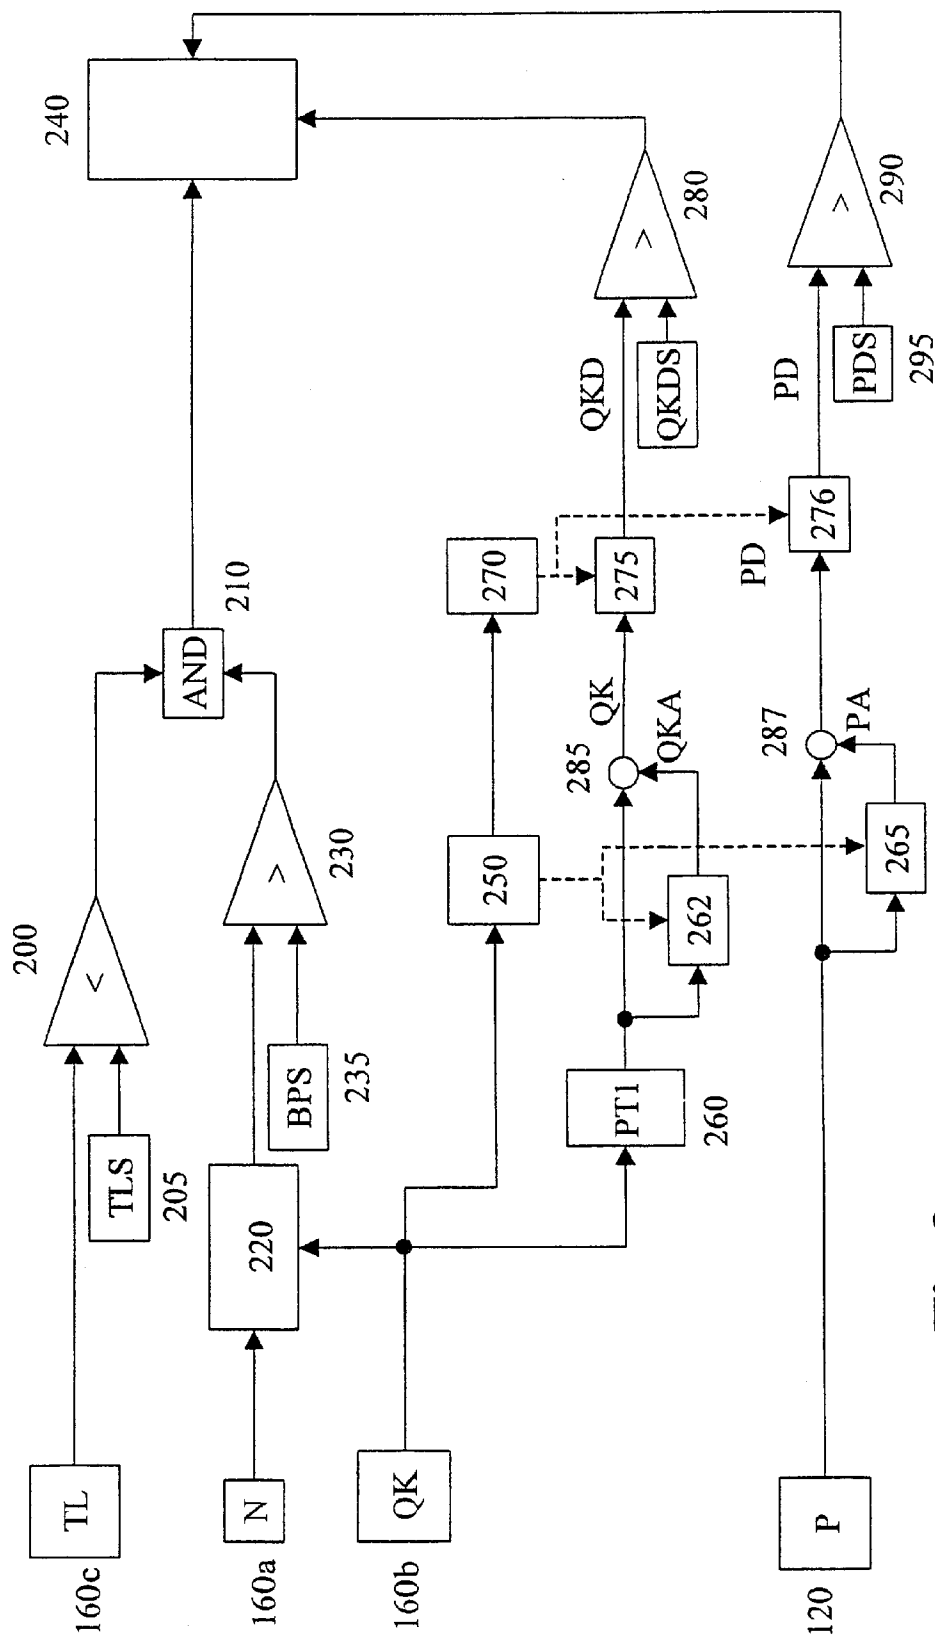 240
200
TL
160c
TLS
205
AND
210
N
160a
220
BPS
235
>
230
<
QK
160b
250
270
PT1
260
262
285
QK
QKA
275
QKD
QKDS
>
280
P
120
265
287
PA
PD
276
PD
PDS
295
>
290